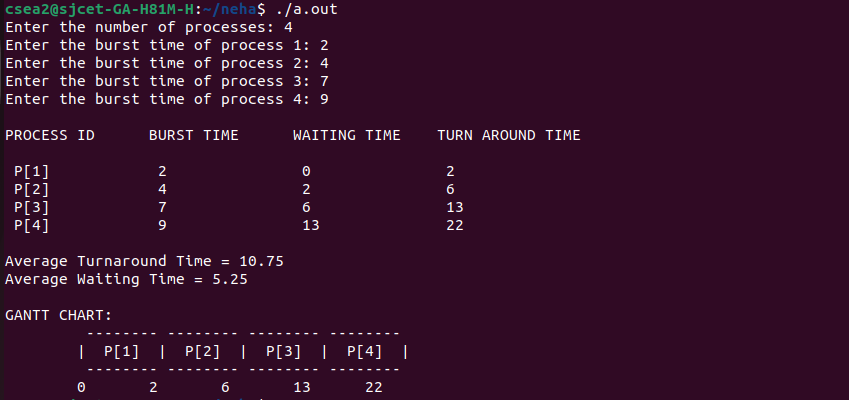 csea2@sjcet-GA-H81M-H:~/neha$ ./a.out
Enter the number of processes: 4
Enter the burst time of process 1: 2
Enter the burst time of process 2: 4
Enter the burst time of process 3: 7
Enter the burst time of process 4: 9
PROCESS ID      BURST TIME      WAITING TIME    TURN AROUND TIME
P[1]            2               0               2
P[2]            4               2               6
P[3]            7               6               13
P[4]            9               13              22
Average Turnaround Time = 10.75
Average Waiting Time = 5.25
GANTT CHART:
-------- -------- -------- --------
|  P[1]  |  P[2]  |  P[3]  |  P[4]  |
-------- -------- -------- --------
0       2       6       13      22